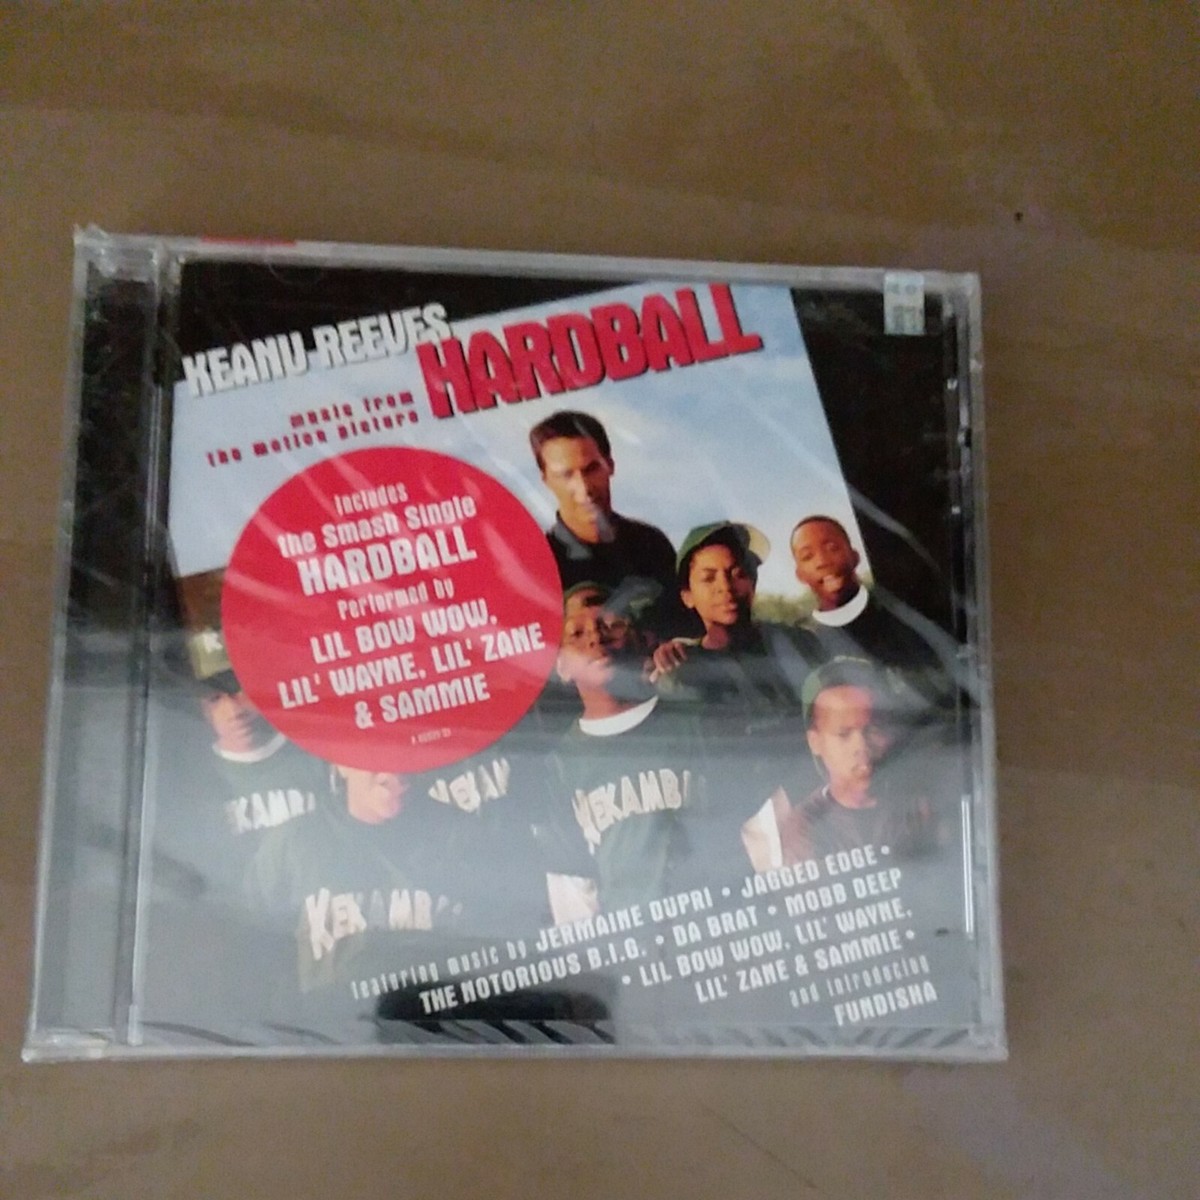 KEANU REEVES
HARDBALL
music from
the motion picture
includes
the Smash Single
HARDBALL
Performed by
LIL BOW WOW,
LIL' WAYNE, LIL' ZANE
& SAMMIE
KEKAMBA
featuring music by JERMAINE DUPRI • JAGGED EDGE •
THE NOTORIOUS B.I.G. • DA BRAT • MOBB DEEP
• LIL BOW WOW, LIL' WAYNE,
LIL' ZANE & SAMMIE •
and introducing
FUNDISHA